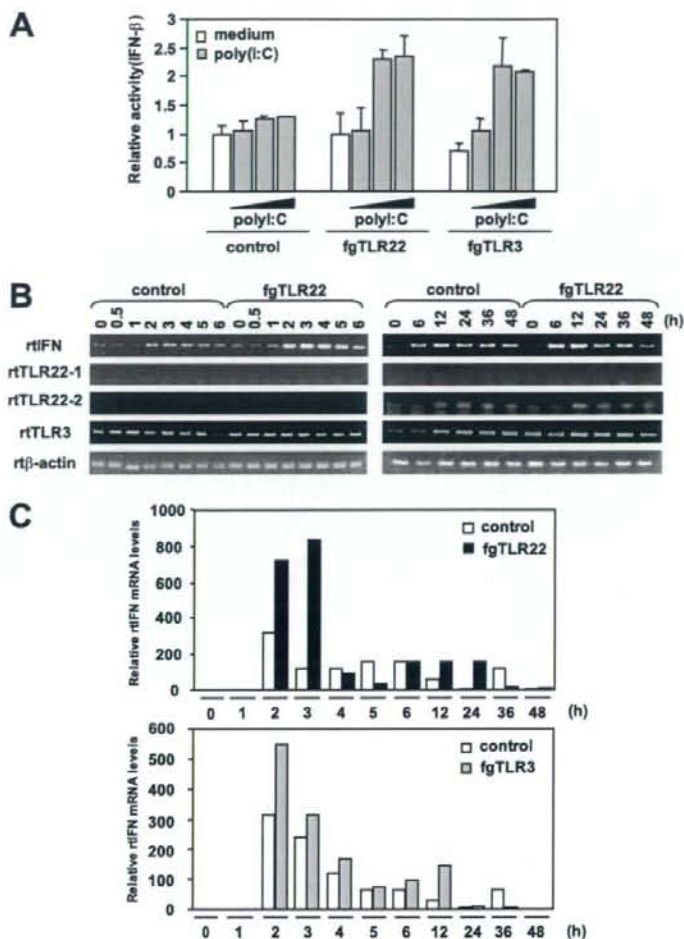 A
Relative activity(IFN-β)
3
2.5
2
1.5
1
0.5
0
medium
poly(I:C)
polyI:C
polyI:C
polyI:C
control
fgTLR22
fgTLR3
B
control
fgTLR22
control
fgTLR22
0 0.5 1 2 3 4 5 6 0 0.5 1 2 3 4 5 6
0 6 12 24 36 48 0 6 12 24 36 48 (h)
rtIFN
rtTLR22-1
rtTLR22-2
rtTLR3
rtβ-actin
C
Relative rtIFN mRNA levels
1000
800
600
400
200
0
control
fgTLR22
0 1 2 3 4 5 6 12 24 36 48 (h)
Relative rtIFN mRNA levels
600
500
400
300
200
100
0
control
fgTLR3
0 1 2 3 4 5 6 12 24 36 48 (h)